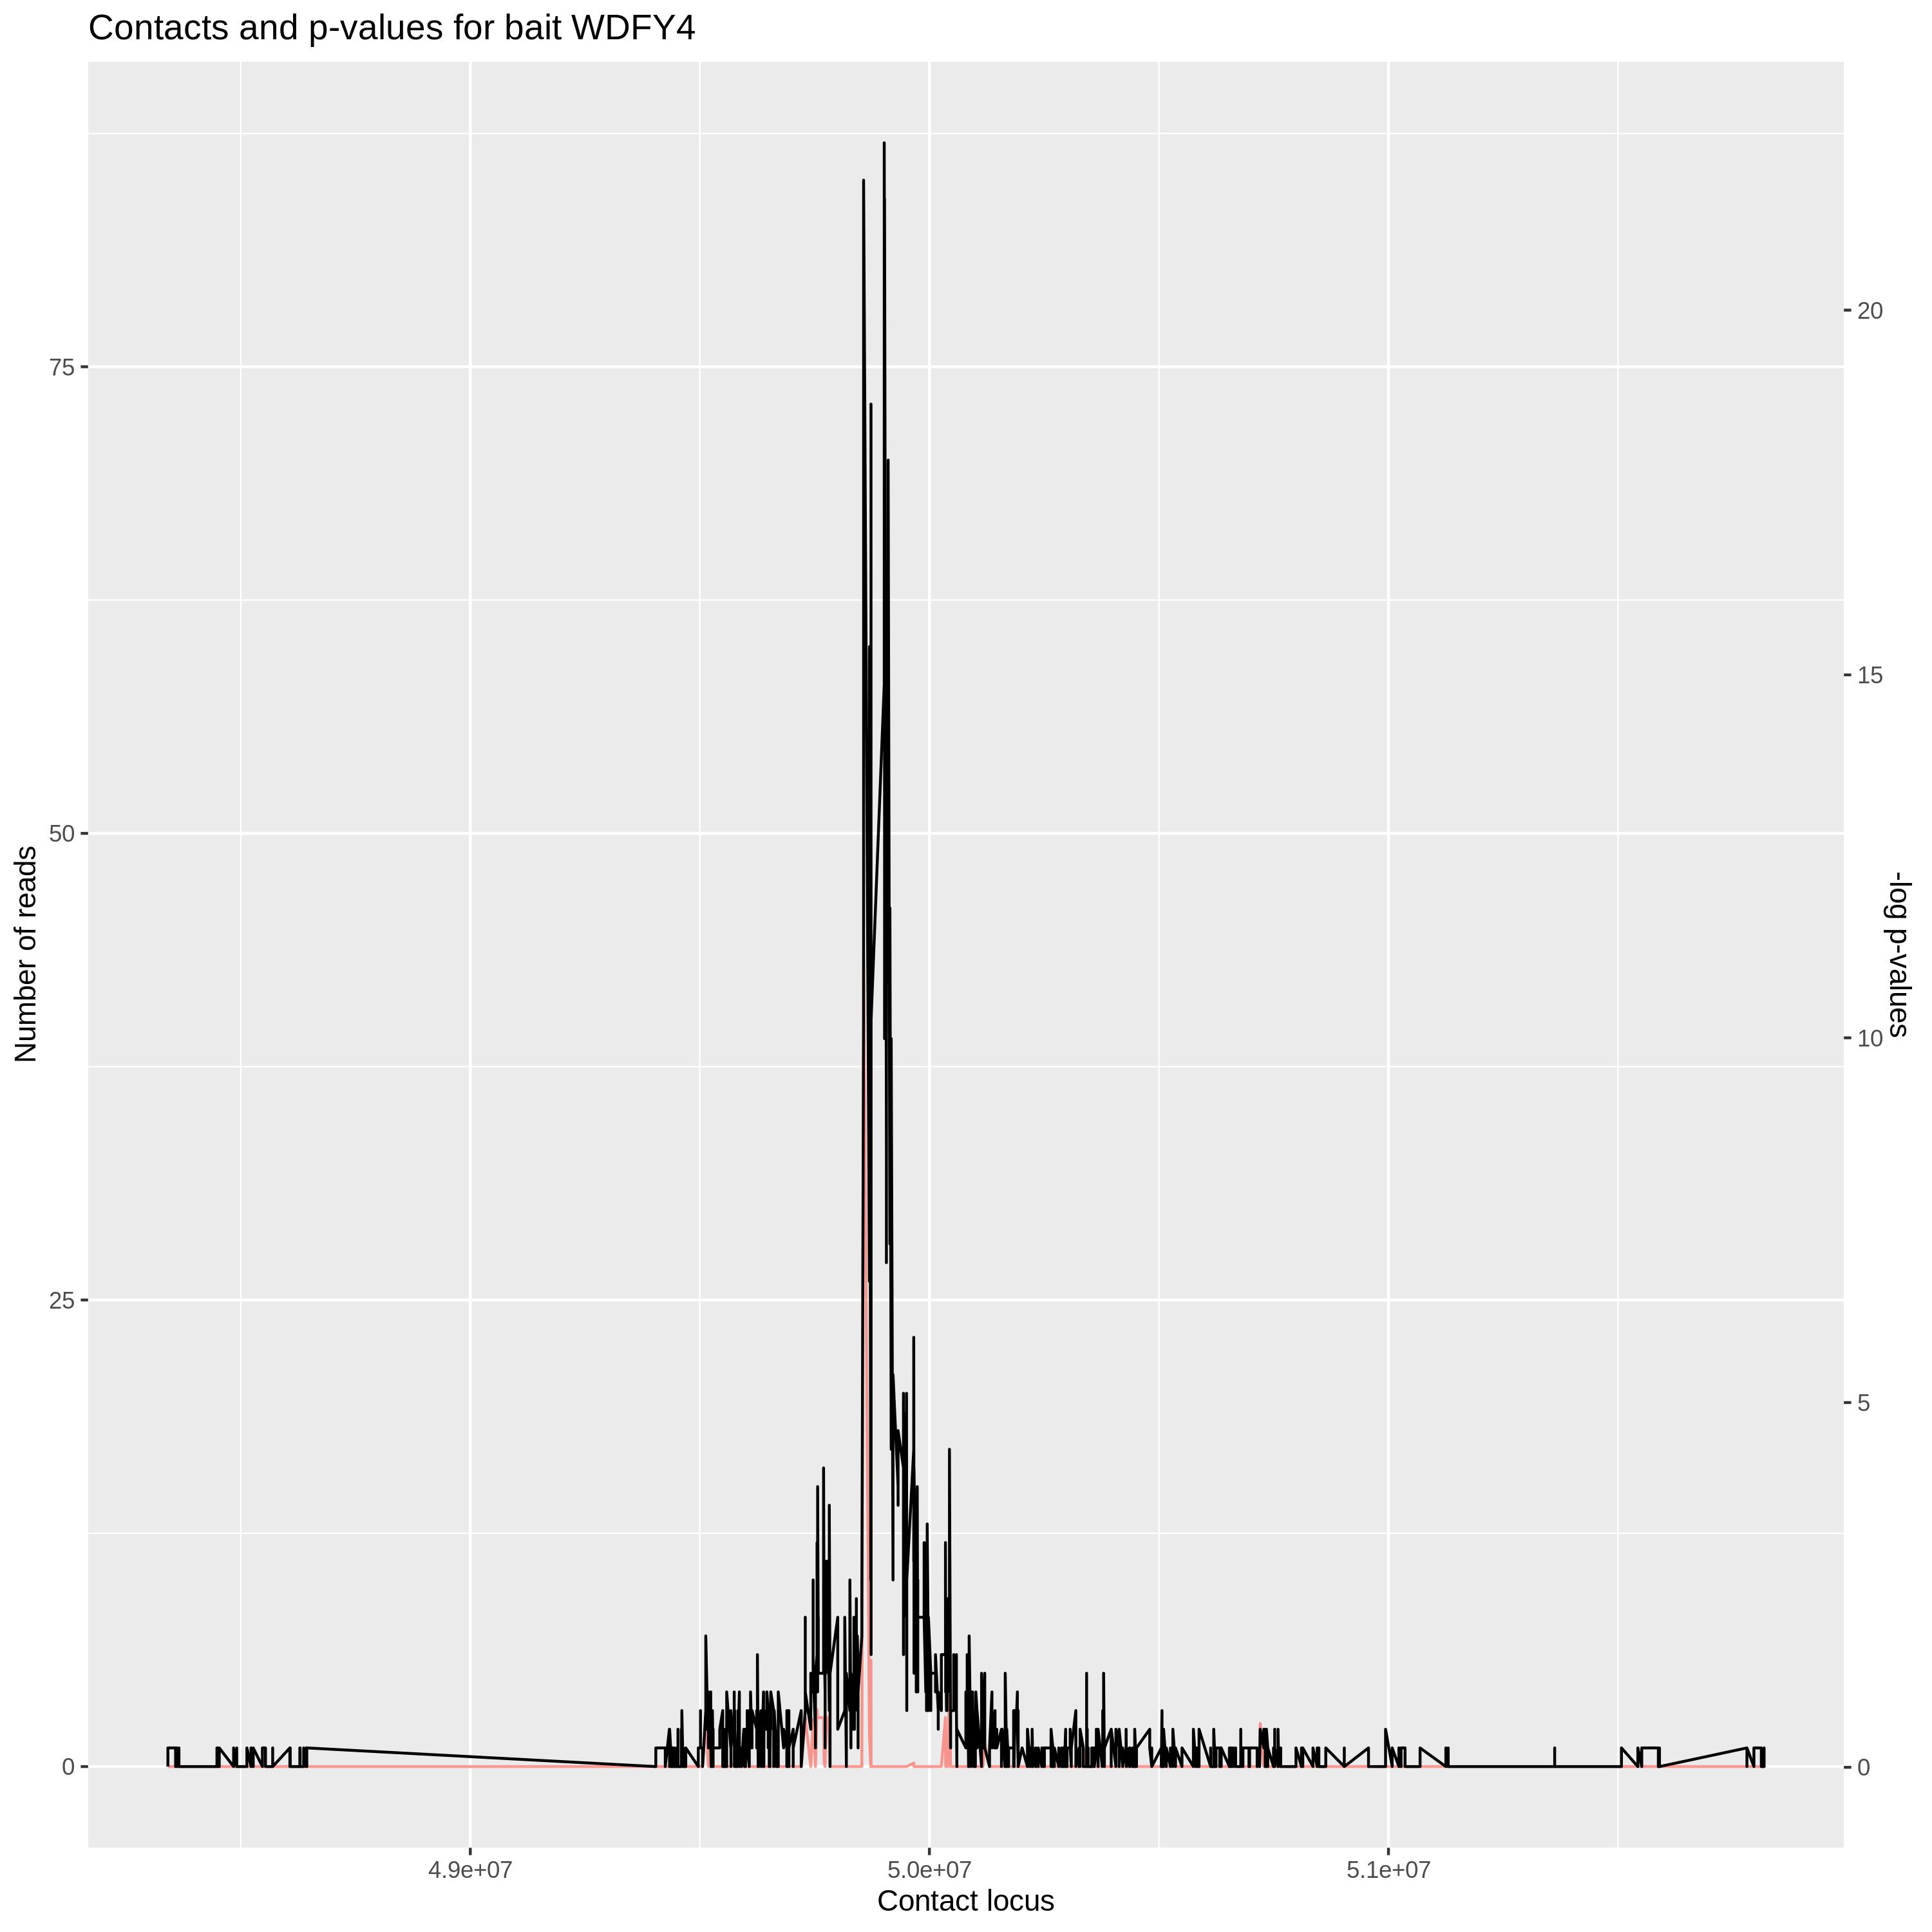 Contacts and p-values for bait WDFY4
Number of reads
75
50
25
0
20
15
10
5
0
-log p-values
4.9e+07 5.0e+07 5.1e+07
Contact locus